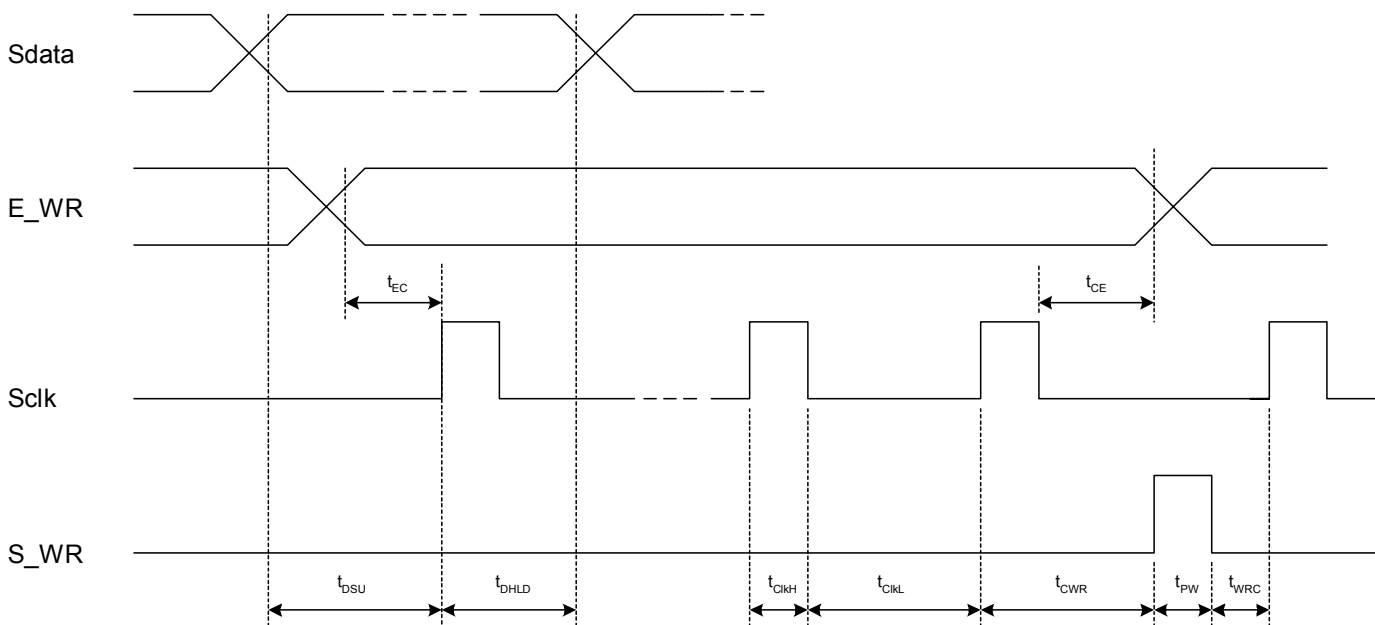 Sdata
E_WR
tEC
tCE
Sclk
S_WR
tDSU
tDHLD
tClkH
tClkL
tCWR
tPW
tWRC